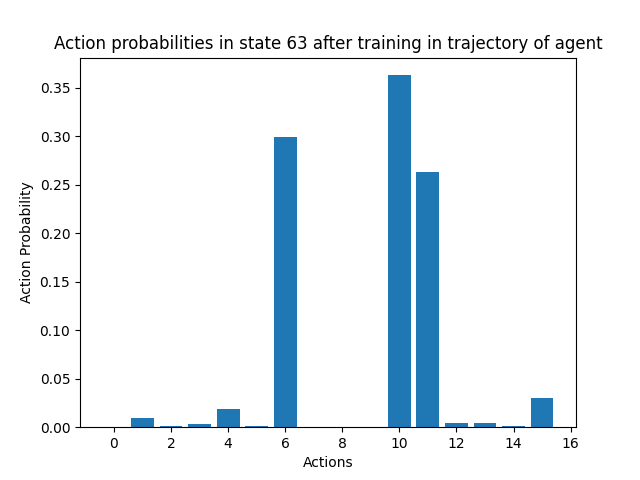 Action probabilities in state 63 after training in trajectory of agent
0.35
0.30
0.25
0.20
0.15
0.10
0.05
0.00
Action Probability
0 2 4 6 8 10 12 14 16
Actions